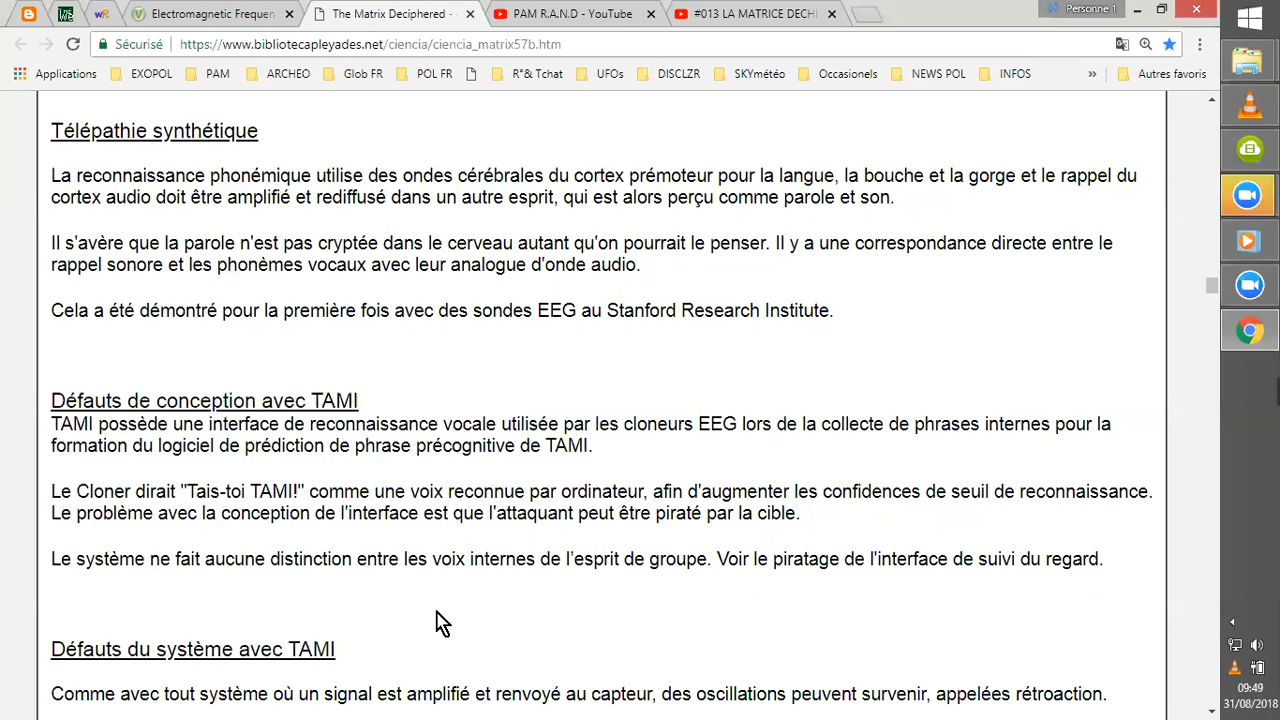 Electromagnetic Frequen
The Matrix Deciphered -
PAM R.A.N.D - YouTube
#013 LA MATRICE DECHI
Personne 1
Sécurisé
https://www.bibliotecapleyades.net/ciencia/ciencia_matrix57b.htm
Applications EXOPOL PAM ARCHEO Glob FR POL FR R°& Tchat UFOs DISCLZR SKYmétéo Occasionels NEWS POL INFOS » Autres favoris
Télépathie synthétique
La reconnaissance phonémique utilise des ondes cérébrales du cortex prémoteur pour la langue, la bouche et la gorge et le rappel du
cortex audio doit être amplifié et rediffusé dans un autre esprit, qui est alors perçu comme parole et son.
Il s'avère que la parole n'est pas cryptée dans le cerveau autant qu'on pourrait le penser. Il y a une correspondance directe entre le
rappel sonore et les phonèmes vocaux avec leur analogue d'onde audio.
Cela a été démontré pour la première fois avec des sondes EEG au Stanford Research Institute.
Défauts de conception avec TAMI
TAMI possède une interface de reconnaissance vocale utilisée par les cloneurs EEG lors de la collecte de phrases internes pour la
formation du logiciel de prédiction de phrase précognitive de TAMI.
Le Cloner dirait "Tais-toi TAMI!" comme une voix reconnue par ordinateur, afin d'augmenter les confidences de seuil de reconnaissance.
Le problème avec la conception de l'interface est que l'attaquant peut être piraté par la cible.
Le système ne fait aucune distinction entre les voix internes de l'esprit de groupe. Voir le piratage de l'interface de suivi du regard.
Défauts du système avec TAMI
Comme avec tout système où un signal est amplifié et renvoyé au capteur, des oscillations peuvent survenir, appelées rétroaction.
09:49
31/08/2018